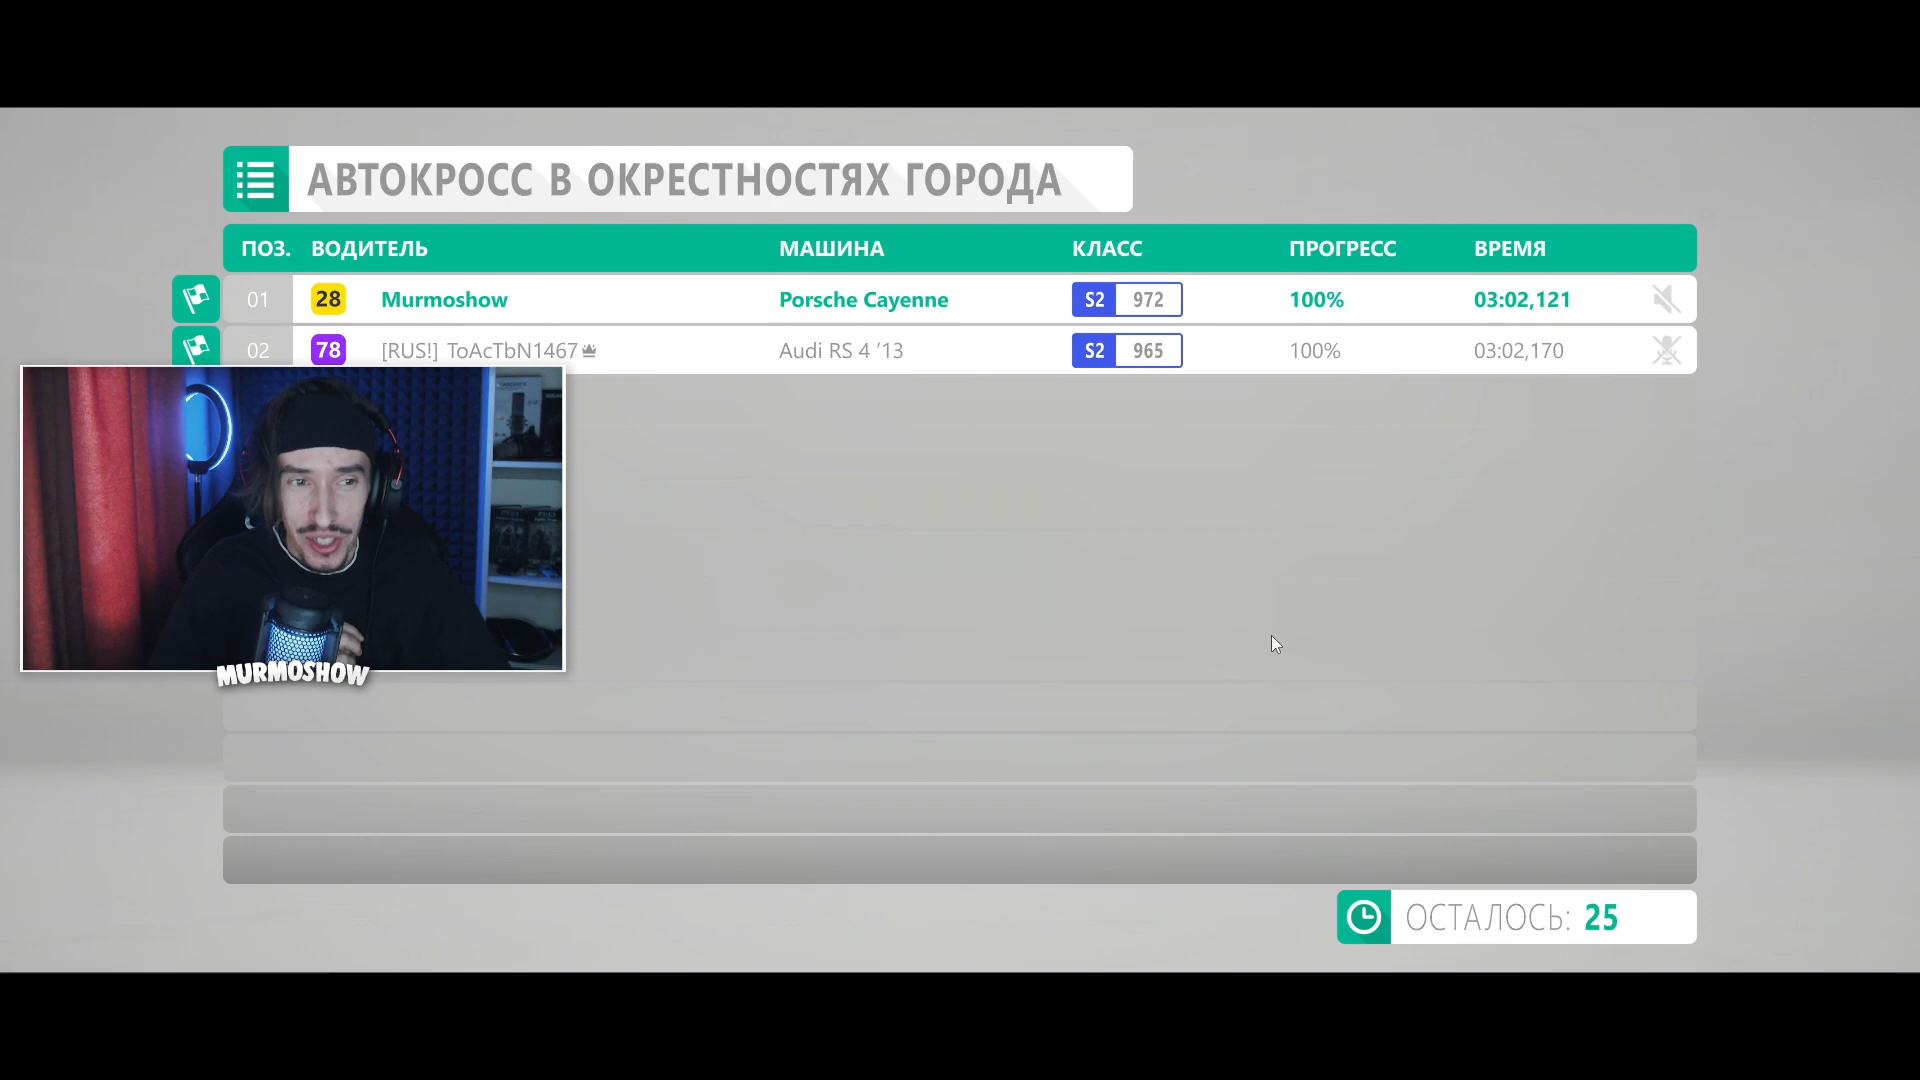 АВТОКРОСС В ОКРЕСТНОСТЯХ ГОРОДА
ПОЗ. ВОДИТЕЛЬ МАШИНА КЛАСС ПРОГРЕСС ВРЕМЯ
01 28 Murmoshow Porsche Cayenne S2 972 100% 03:02,121
02 78 [RUS!] ToAcTbN1467 Audi RS 4 ’13 S2 965 100% 03:02,170
MURMOSHOW
ОСТАЛОСЬ: 25